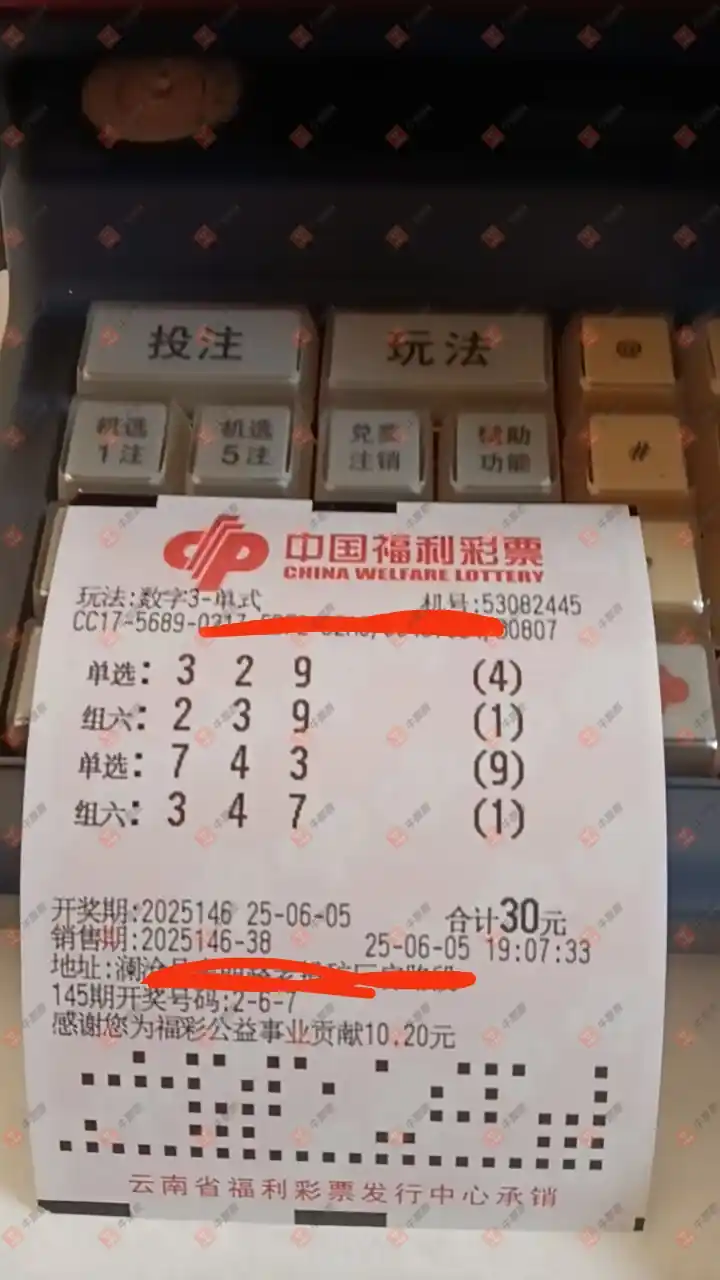 投注 玩法 @
机选1注 机选5注 兑奖注销 辅助功能 #
中国福利彩票
CHINA WELFARE LOTTERY
玩法:数字3-单式 机号:53082445
CC17-5689-0217 00807
单选: 3 2 9 (4)
组六: 2 3 9 (1)
单选: 7 4 3 (9)
组六: 3 4 7 (1)
开奖期:2025146 25-06-05 合计30元
销售期:2025146-38 25-06-05 19:07:33
地址:澜沧
145期开奖号码:2-6-7
感谢您为福彩公益事业贡献10.20元
云南省福利彩票发行中心承销